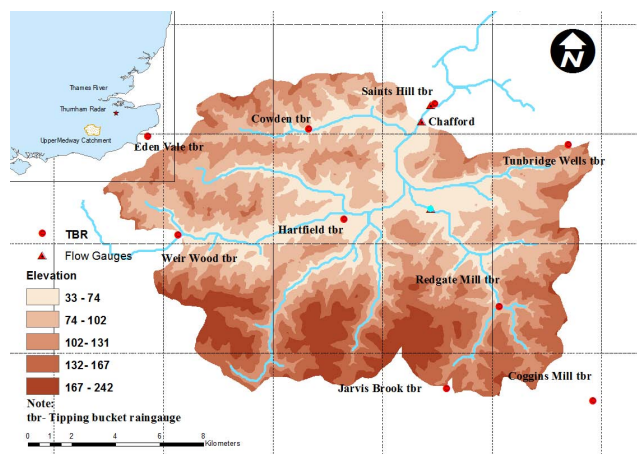 Thames River
Thurnham Radar
Upper Medway Catchment
Saints Hill tbr
Cowden tbr
Chafford
Eden Vale tbr
Tunbridge Wells tbr
Hartfield tbr
Weir Wood tbr
Redgate Mill tbr
Jarvis Brook tbr
Coggins Mill tbr
TBR
Flow Gauges
Elevation
33 - 74
74 - 102
102 - 131
132 - 167
167 - 242
Note:
tbr- Tipping bucket raingauge
0 2 4 6 8
Kilometers
N